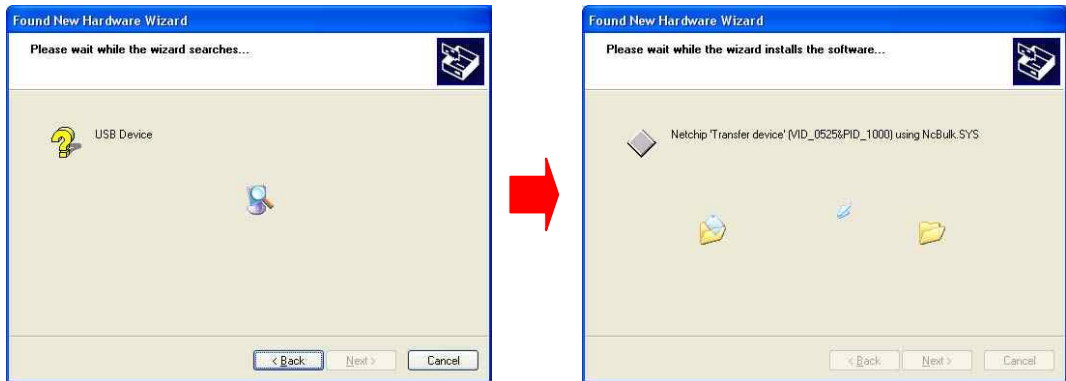 Found New Hardware Wizard
Please wait while the wizard searches...
USB Device
< Back
Next >
Cancel
Found New Hardware Wizard
Please wait while the wizard installs the software...
Netchip 'Transfer device' (VID_0525&PID_1000) using NcBulk.SYS
< Back
Next >
Cancel